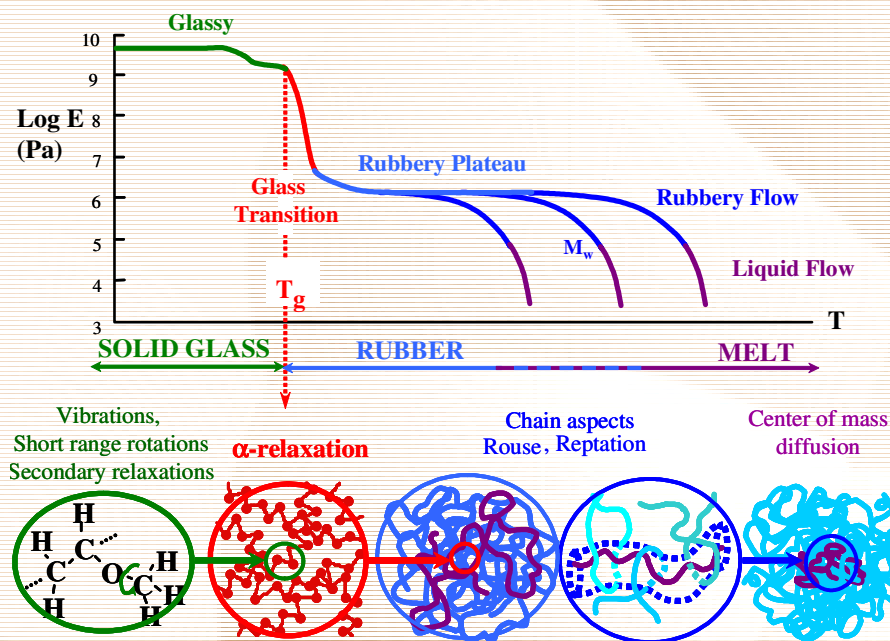 Glassy
10
9
8
7
6
5
4
3
Log E
(Pa)
Rubbery Plateau
Glass
Transition
Rubbery Flow
M_w
Liquid Flow
T_g
T
SOLID GLASS
RUBBER
MELT
Vibrations,
Short range rotations
Secondary relaxations
α-relaxation
Chain aspects
Rouse, Reptation
Center of mass
diffusion
H
H
C
C
O
C
H
H
H
H